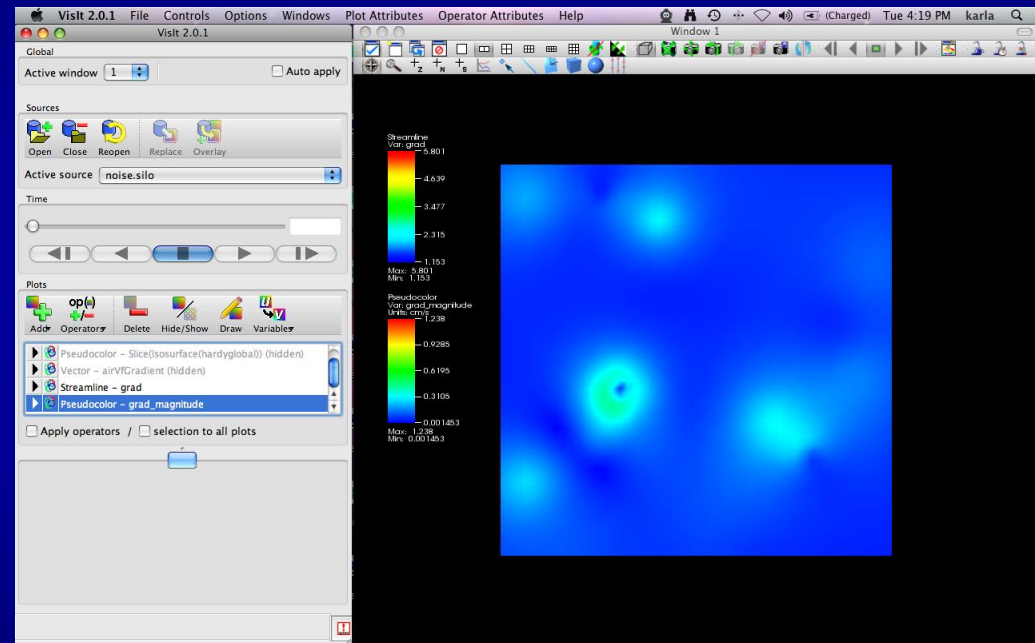 VisIt 2.0.1 File Controls Options Windows Plot Attributes Operator Attributes Help (Charged) Tue 4:19 PM karla
VisIt 2.0.1
Window 1
Global
Active window 1 Auto apply
Sources
Open Close Reopen Replace Overlay
Active source noise.silo
Time
Plots
op(u)
Add Operators Delete Hide/Show Draw Variables
Pseudocolor – Slice(Isosurface(hardyglobal)) (hidden)
Vector – airVfGradient (hidden)
Streamline – grad
Pseudocolor – grad_magnitude
Apply operators / selection to all plots
Streamline
Var: grad
5.801
4.639
3.477
2.315
1.153
Max: 5.801
Min: 1.153
Pseudocolor
Var: grad_magnitude
Units: cm/s
1.238
0.9285
0.6195
0.3105
0.001453
Max: 1.238
Min: 0.001453